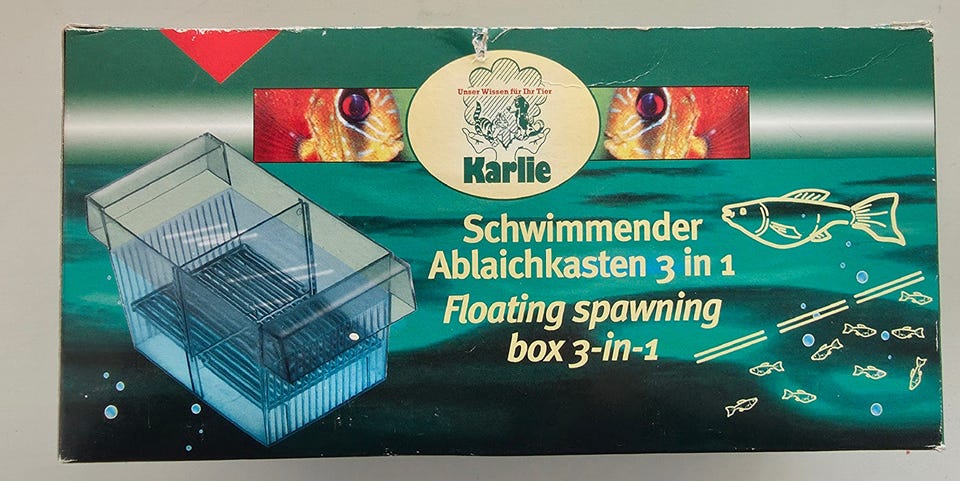 Unser Wissen für Ihr Tier
Karlie
Schwimmender
Ablaichkasten 3 in 1
Floating spawning
box 3-in-1